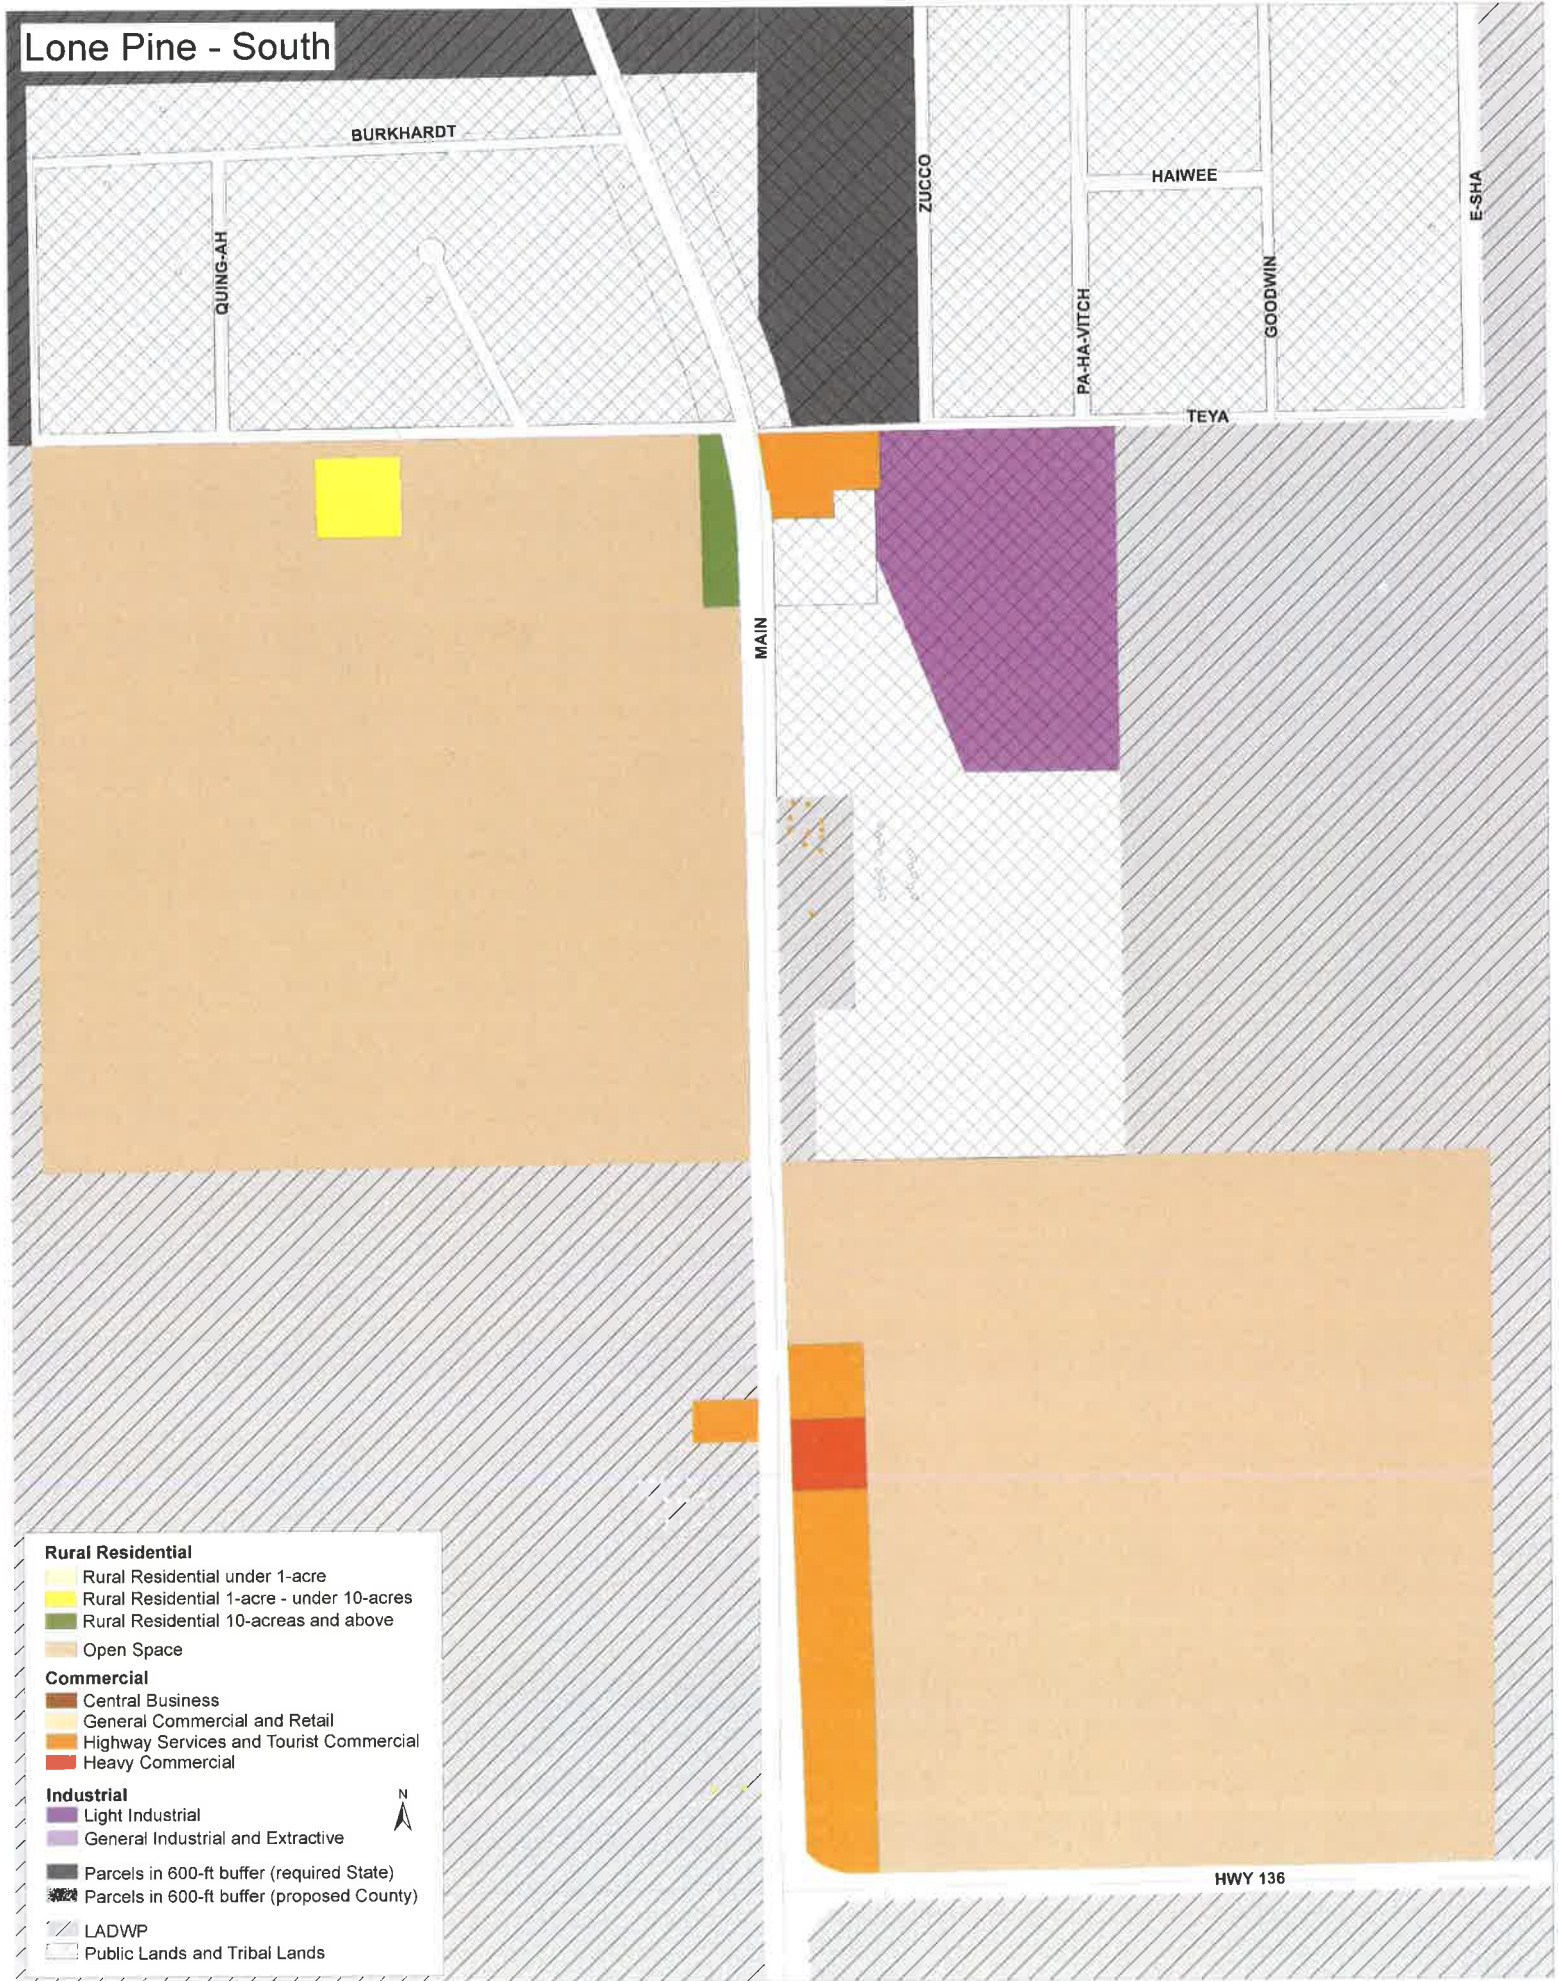 Lone Pine - South
BURKHARDT
QUING-AH
ZUCCO
HAIWEE
E-SHA
GOODWIN
PA-HA-VITCH
TEYA
MAIN
HWY 136
Rural Residential
Rural Residential under 1-acre
Rural Residential 1-acre - under 10-acres
Rural Residential 10-acreas and above
Open Space
Commercial
Central Business
General Commercial and Retail
Highway Services and Tourist Commercial
Heavy Commercial
Industrial
N
Light Industrial
General Industrial and Extractive
Parcels in 600-ft buffer (required State)
Parcels in 600-ft buffer (proposed County)
LADWP
Public Lands and Tribal Lands